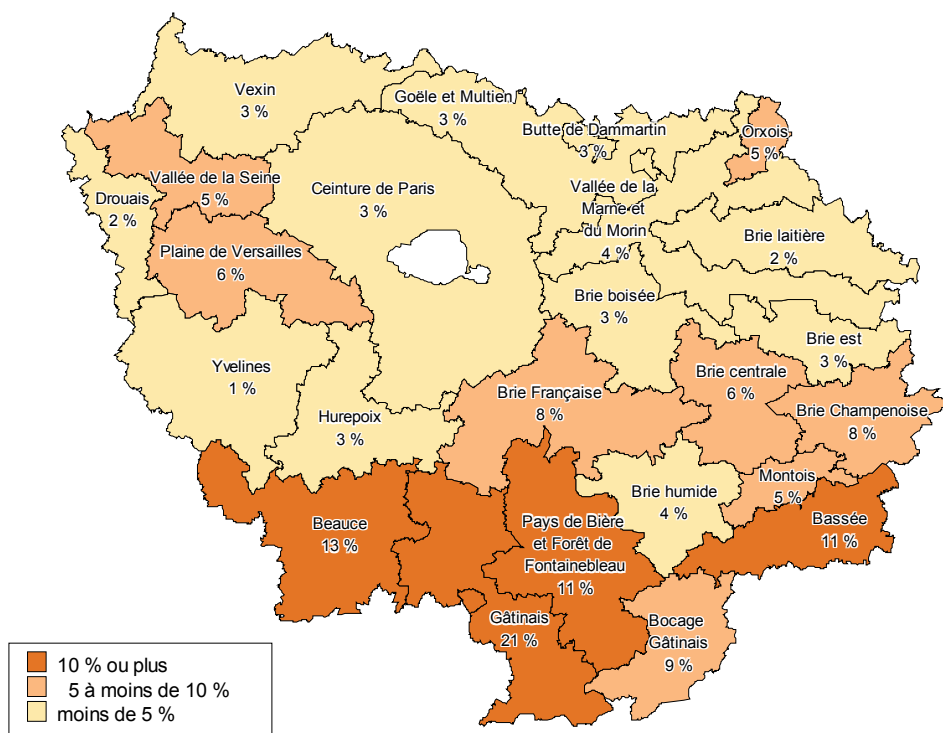 Vexin
3 %
Goële et Multien
3 %
Butte de Dammartin
3 %
Orxois
5 %
Vallée de la Seine
5 %
Drouais
2 %
Ceinture de Paris
3 %
Vallée de la
Marne et
du Morin
4 %
Plaine de Versailles
6 %
Brie laitière
2 %
Brie boisée
3 %
Brie est
3 %
Yvelines
1 %
Brie centrale
6 %
Hurepoix
3 %
Brie Française
8 %
Brie Champenoise
8 %
Montois
5 %
Brie humide
4 %
Beauce
13 %
Pays de Bière
et Forêt de
Fontainebleau
11 %
Bassée
11 %
Gâtinais
21 %
Bocage
Gâtinais
9 %
10 % ou plus
5 à moins de 10 %
moins de 5 %